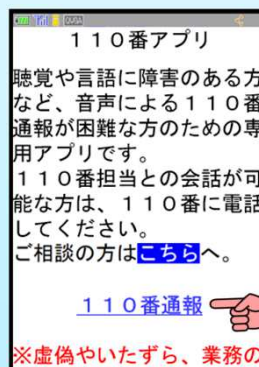 110番アプリ
聴覚や言語に障害のある方
など、音声による110番
通報が困難な方のための専
用アプリです。
110番担当との会話が可
能な方は、110番に電話
してください。
ご相談の方はこちらへ。
110番通報
※虚偽やいたずら、業務の